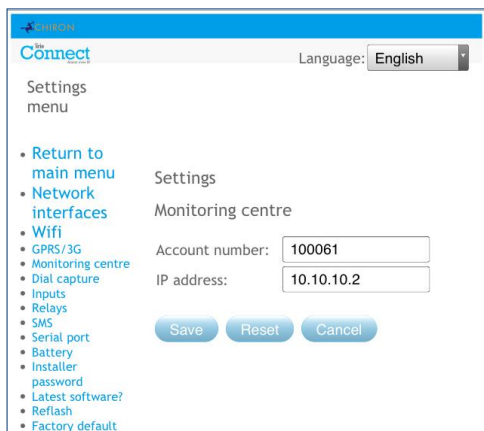 CHIRON
iris
Connect
Language: English
Settings
menu
Return to
main menu
Network
interfaces
Wifi
GPRS/3G
Monitoring centre
Dial capture
Inputs
Relays
SMS
Serial port
Battery
Installer
password
Latest software?
Reflash
Factory default
Settings
Monitoring centre
Account number: 100061
IP address: 10.10.10.2
Save Reset Cancel